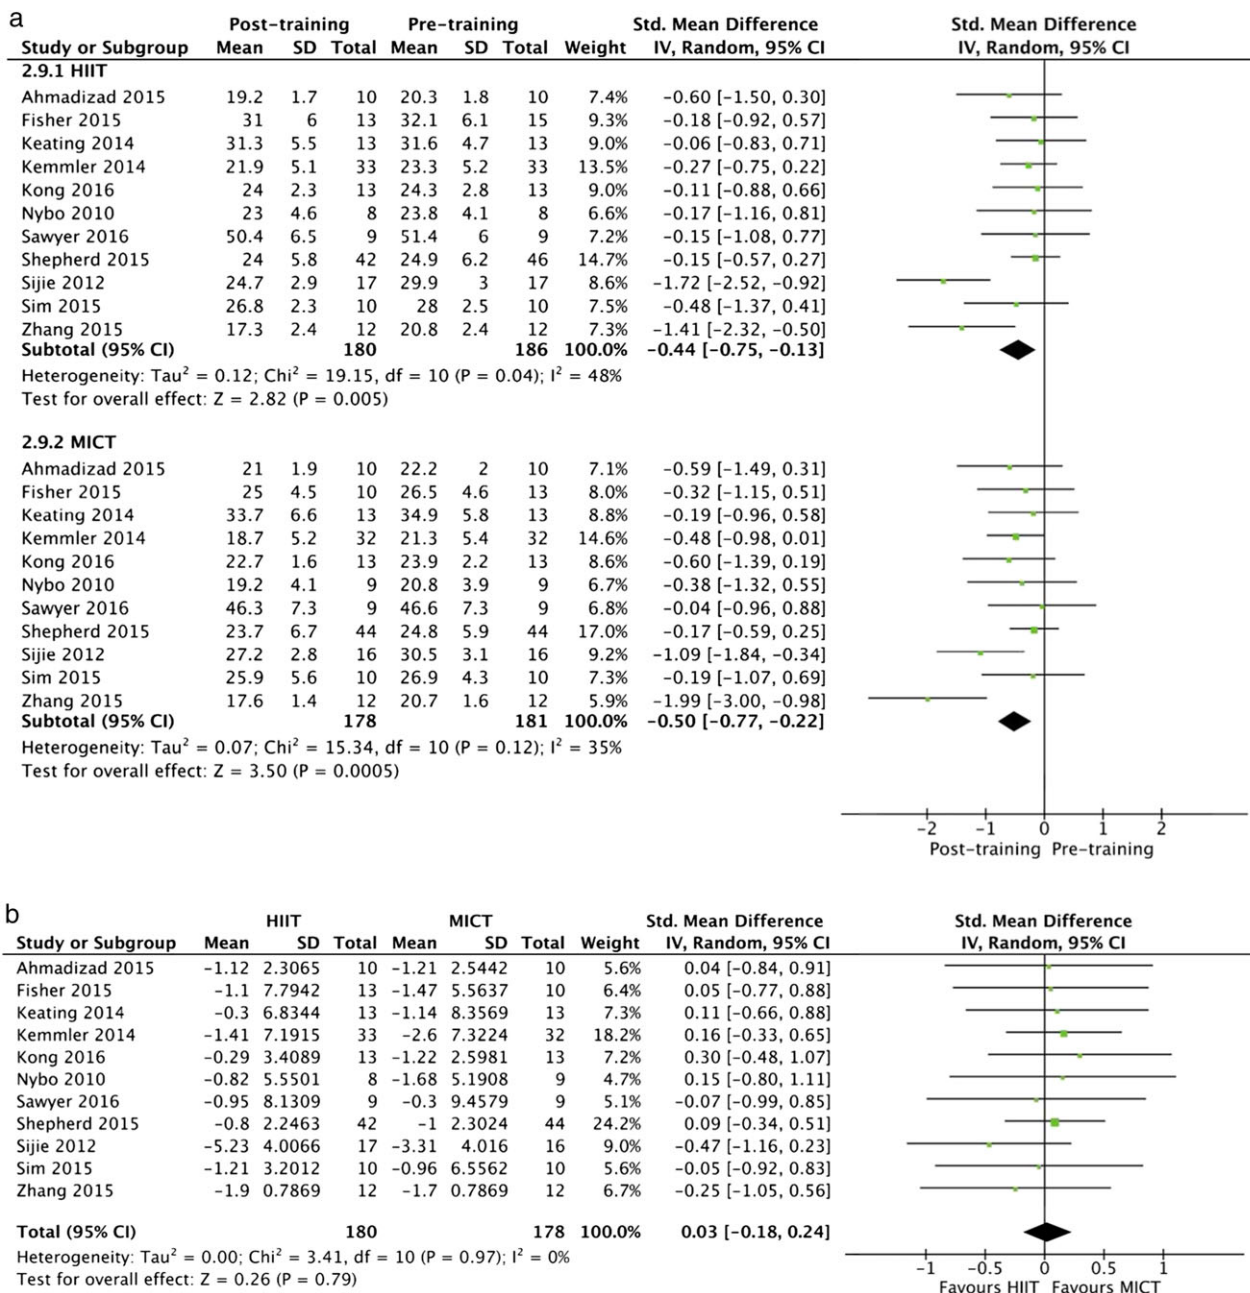 a
Post-training Pre-training Std. Mean Difference Std. Mean Difference
Study or Subgroup Mean SD Total Mean SD Total Weight IV, Random, 95% CI IV, Random, 95% CI
2.9.1 HIIT
Ahmadizad 2015 19.2 1.7 10 20.3 1.8 10 7.4% -0.60 [-1.50, 0.30]
Fisher 2015 31 6 13 32.1 6.1 15 9.3% -0.18 [-0.92, 0.57]
Keating 2014 31.3 5.5 13 31.6 4.7 13 9.0% -0.06 [-0.83, 0.71]
Kemmler 2014 21.9 5.1 33 23.3 5.2 33 13.5% -0.27 [-0.75, 0.22]
Kong 2016 24 2.3 13 24.3 2.8 13 9.0% -0.11 [-0.88, 0.66]
Nybo 2010 23 4.6 8 23.8 4.1 8 6.6% -0.17 [-1.16, 0.81]
Sawyer 2016 50.4 6.5 9 51.4 6 9 7.2% -0.15 [-1.08, 0.77]
Shepherd 2015 24 5.8 42 24.9 6.2 46 14.7% -0.15 [-0.57, 0.27]
Sijie 2012 24.7 2.9 17 29.9 3 17 8.6% -1.72 [-2.52, -0.92]
Sim 2015 26.8 2.3 10 28 2.5 10 7.5% -0.48 [-1.37, 0.41]
Zhang 2015 17.3 2.4 12 20.8 2.4 12 7.3% -1.41 [-2.32, -0.50]
Subtotal (95% CI) 180 186 100.0% -0.44 [-0.75, -0.13]
Heterogeneity: Tau² = 0.12; Chi² = 19.15, df = 10 (P = 0.04); I² = 48%
Test for overall effect: Z = 2.82 (P = 0.005)
2.9.2 MICT
Ahmadizad 2015 21 1.9 10 22.2 2 10 7.1% -0.59 [-1.49, 0.31]
Fisher 2015 25 4.5 10 26.5 4.6 13 8.0% -0.32 [-1.15, 0.51]
Keating 2014 33.7 6.6 13 34.9 5.8 13 8.8% -0.19 [-0.96, 0.58]
Kemmler 2014 18.7 5.2 32 21.3 5.4 32 14.6% -0.48 [-0.98, 0.01]
Kong 2016 22.7 1.6 13 23.9 2.2 13 8.6% -0.60 [-1.39, 0.19]
Nybo 2010 19.2 4.1 9 20.8 3.9 9 6.7% -0.38 [-1.32, 0.55]
Sawyer 2016 46.3 7.3 9 46.6 7.3 9 6.8% -0.04 [-0.96, 0.88]
Shepherd 2015 23.7 6.7 44 24.8 5.9 44 17.0% -0.17 [-0.59, 0.25]
Sijie 2012 27.2 2.8 16 30.5 3.1 16 9.2% -1.09 [-1.84, -0.34]
Sim 2015 25.9 5.6 10 26.9 4.3 10 7.3% -0.19 [-1.07, 0.69]
Zhang 2015 17.6 1.4 12 20.7 1.6 12 5.9% -1.99 [-3.00, -0.98]
Subtotal (95% CI) 178 181 100.0% -0.50 [-0.77, -0.22]
Heterogeneity: Tau² = 0.07; Chi² = 15.34, df = 10 (P = 0.12); I² = 35%
Test for overall effect: Z = 3.50 (P = 0.0005)
-2 -1 0 1 2
Post-training Pre-training
b
HIIT MICT Std. Mean Difference Std. Mean Difference
Study or Subgroup Mean SD Total Mean SD Total Weight IV, Random, 95% CI IV, Random, 95% CI
Ahmadizad 2015 -1.12 2.3065 10 -1.21 2.5442 10 5.6% 0.04 [-0.84, 0.91]
Fisher 2015 -1.1 7.7942 13 -1.47 5.5637 10 6.4% 0.05 [-0.77, 0.88]
Keating 2014 -0.3 6.8344 13 -1.14 8.3569 13 7.3% 0.11 [-0.66, 0.88]
Kemmler 2014 -1.41 7.1915 33 -2.6 7.3224 32 18.2% 0.16 [-0.33, 0.65]
Kong 2016 -0.29 3.4089 13 -1.22 2.5981 13 7.2% 0.30 [-0.48, 1.07]
Nybo 2010 -0.82 5.5501 8 -1.68 5.1908 9 4.7% 0.15 [-0.80, 1.11]
Sawyer 2016 -0.95 8.1309 9 -0.3 9.4579 9 5.1% -0.07 [-0.99, 0.85]
Shepherd 2015 -0.8 2.2463 42 -1 2.3024 44 24.2% 0.09 [-0.34, 0.51]
Sijie 2012 -5.23 4.0066 17 -3.31 4.016 16 9.0% -0.47 [-1.16, 0.23]
Sim 2015 -1.21 3.2012 10 -0.96 6.5562 10 5.6% -0.05 [-0.92, 0.83]
Zhang 2015 -1.9 0.7869 12 -1.7 0.7869 12 6.7% -0.25 [-1.05, 0.56]
Total (95% CI) 180 178 100.0% 0.03 [-0.18, 0.24]
Heterogeneity: Tau² = 0.00; Chi² = 3.41, df = 10 (P = 0.97); I² = 0%
Test for overall effect: Z = 0.26 (P = 0.79)
-1 -0.5 0 0.5 1
Favours HIIT Favours MICT